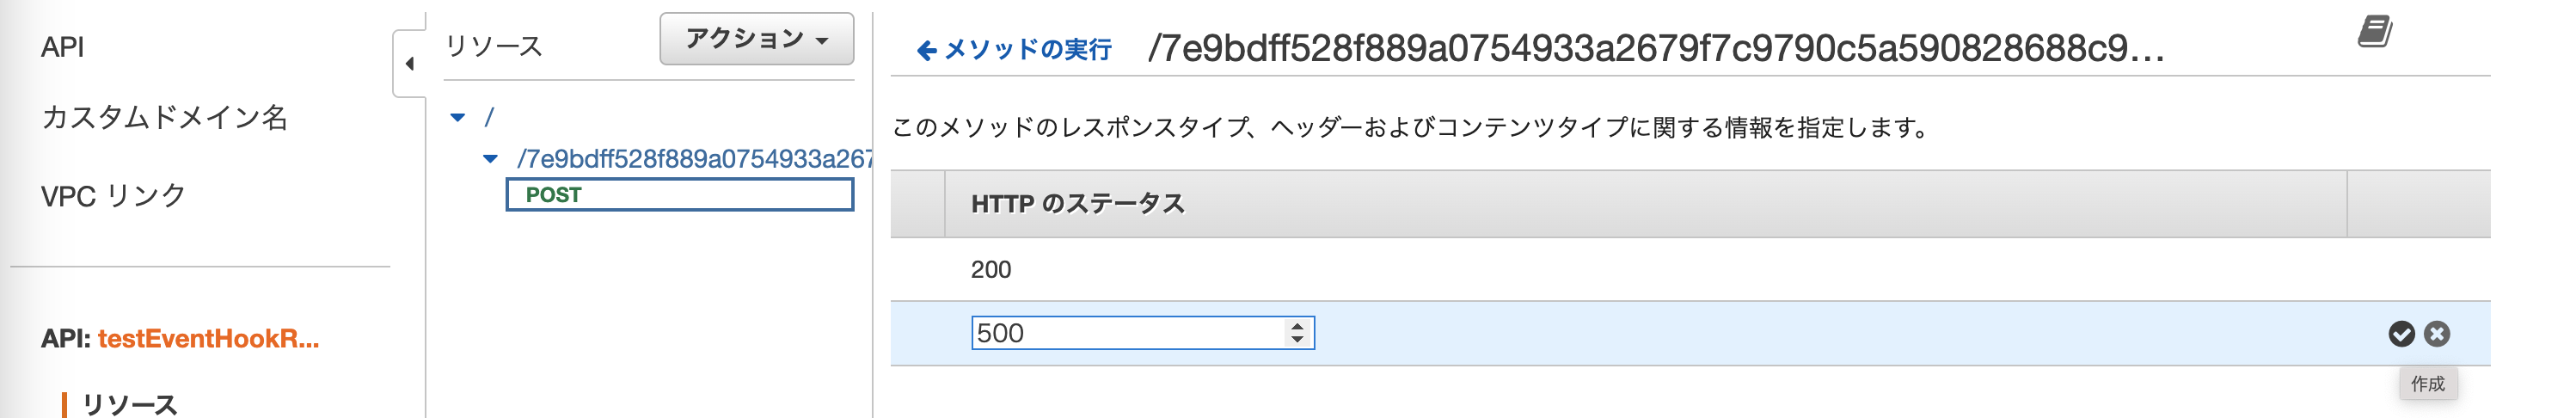 API
カスタムドメイン名
VPC リンク
API: testEventHookR...
リソース
リソース
アクション
/
/7e9bdff528f889a0754933a267
POST
メソッドの実行
/7e9bdff528f889a0754933a2679f7c9790c5a590828688c9...
このメソッドのレスポンスタイプ、ヘッダーおよびコンテンツタイプに関する情報を指定します。
HTTP のステータス
200
500
作成